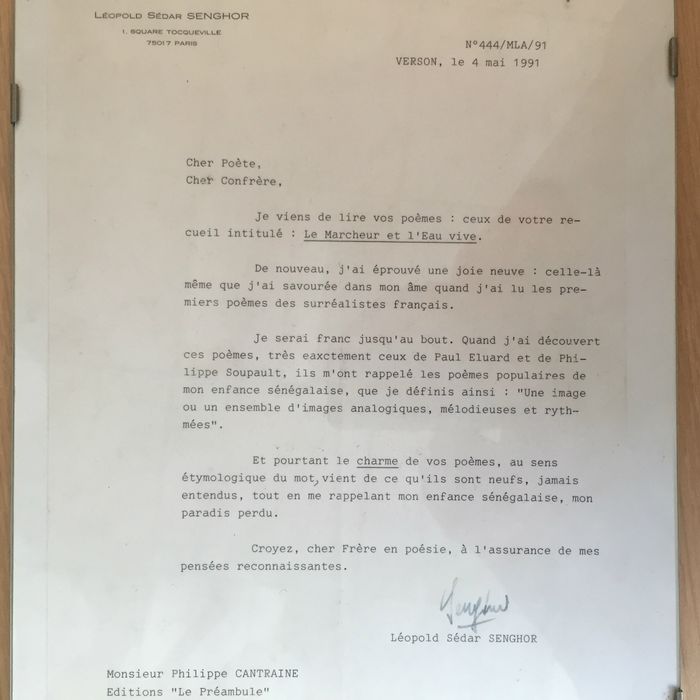 LÉOPOLD SÉDAR SENGHOR
1, SQUARE TOCQUEVILLE
75017 PARIS
N°444/MLA/91
VERSON, le 4 mai 1991
Cher Poète,
Cher Confrère,
Je viens de lire vos poèmes : ceux de votre re-
cueil intitulé : Le Marcheur et l'Eau vive.
De nouveau, j'ai éprouvé une joie neuve : celle-là
même que j'ai savourée dans mon âme quand j'ai lu les pre-
miers poèmes des surréalistes français.
Je serai franc jusqu'au bout. Quand j'ai découvert
ces poèmes, très eaxctement ceux de Paul Eluard et de Phi-
lippe Soupault, ils m'ont rappelé les poèmes populaires de
mon enfance sénégalaise, que je définis ainsi : "Une image
ou un ensemble d'images analogiques, mélodieuses et ryth-
mées".
Et pourtant le charme de vos poèmes, au sens
étymologique du mot, vient de ce qu'ils sont neufs, jamais
entendus, tout en me rappelant mon enfance sénégalaise, mon
paradis perdu.
Croyez, cher Frère en poésie, à l'assurance de mes
pensées reconnaissantes.
Senghor
Léopold Sédar SENGHOR
Monsieur Philippe CANTRAINE
Editions "Le Préambule"